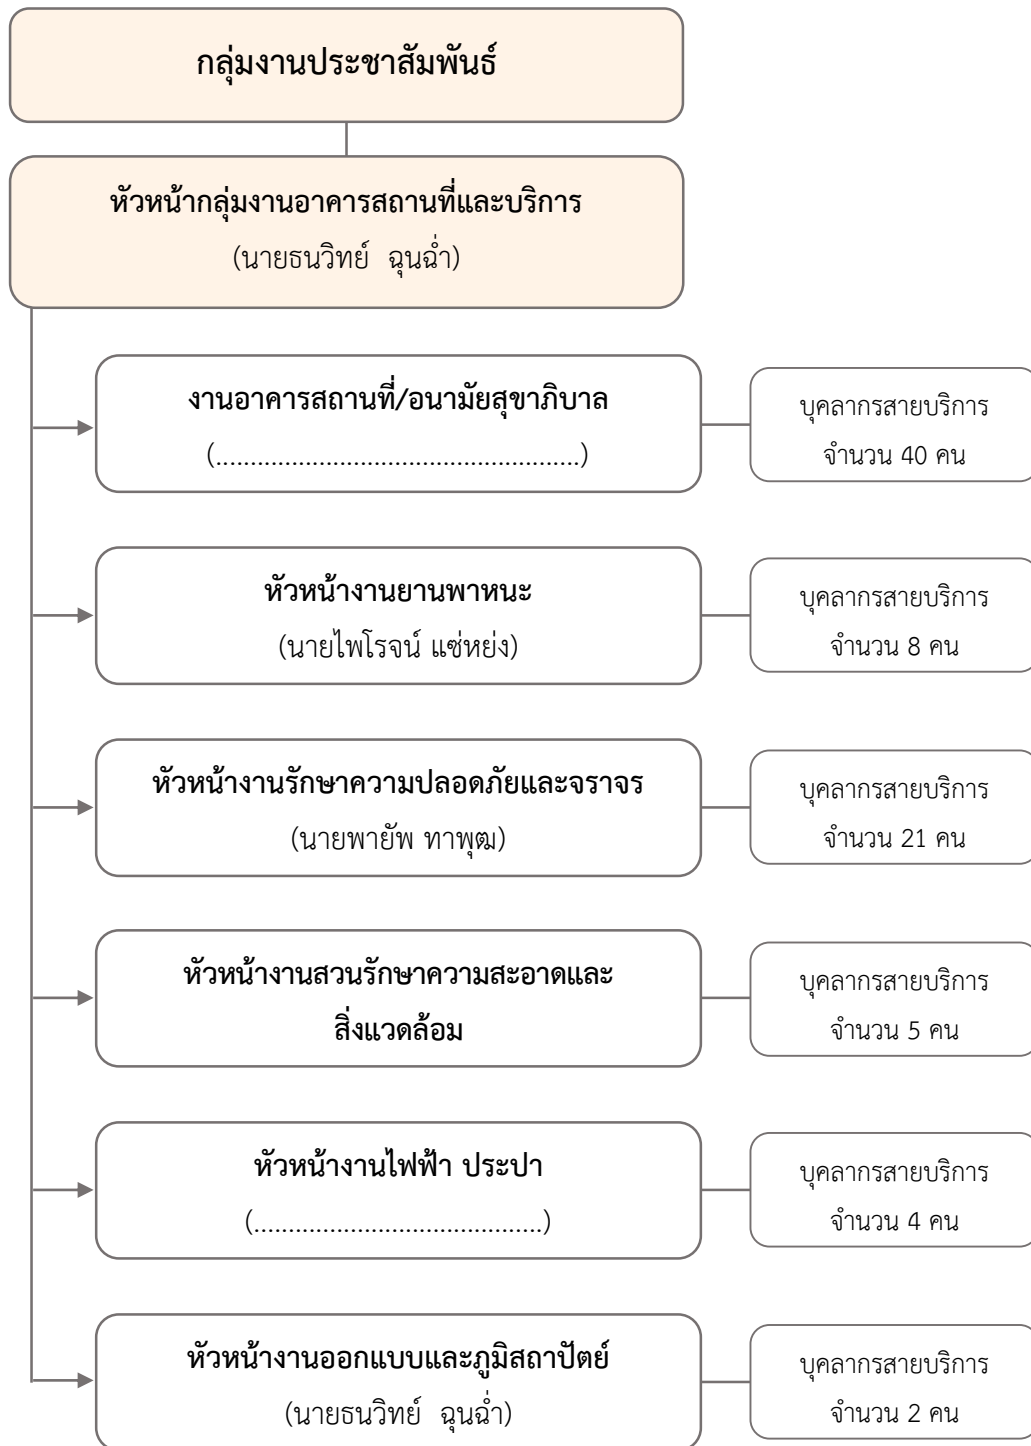 กลุ่มงานประชาสัมพันธ์
หัวหน้ากลุ่มงานอาคารสถานที่และบริการ
(นายธนวิทย์ ฉุนฉ่ำ)
งานอาคารสถานที่/อนามัยสุขาภิบาล
(.....................................................)
บุคลากรสายบริการ
จำนวน 40 คน
หัวหน้างานยานพาหนะ
(นายไพโรจน์ แซ่หย่ง)
บุคลากรสายบริการ
จำนวน 8 คน
หัวหน้างานรักษาความปลอดภัยและจราจร
(นายพายัพ ทาพุฒ)
บุคลากรสายบริการ
จำนวน 21 คน
หัวหน้างานสวนรักษาความสะอาดและ
สิ่งแวดล้อม
บุคลากรสายบริการ
จำนวน 5 คน
หัวหน้างานไฟฟ้า ประปา
(..........................................)
บุคลากรสายบริการ
จำนวน 4 คน
หัวหน้างานออกแบบและภูมิสถาปัตย์
(นายธนวิทย์ ฉุนฉ่ำ)
บุคลากรสายบริการ
จำนวน 2 คน